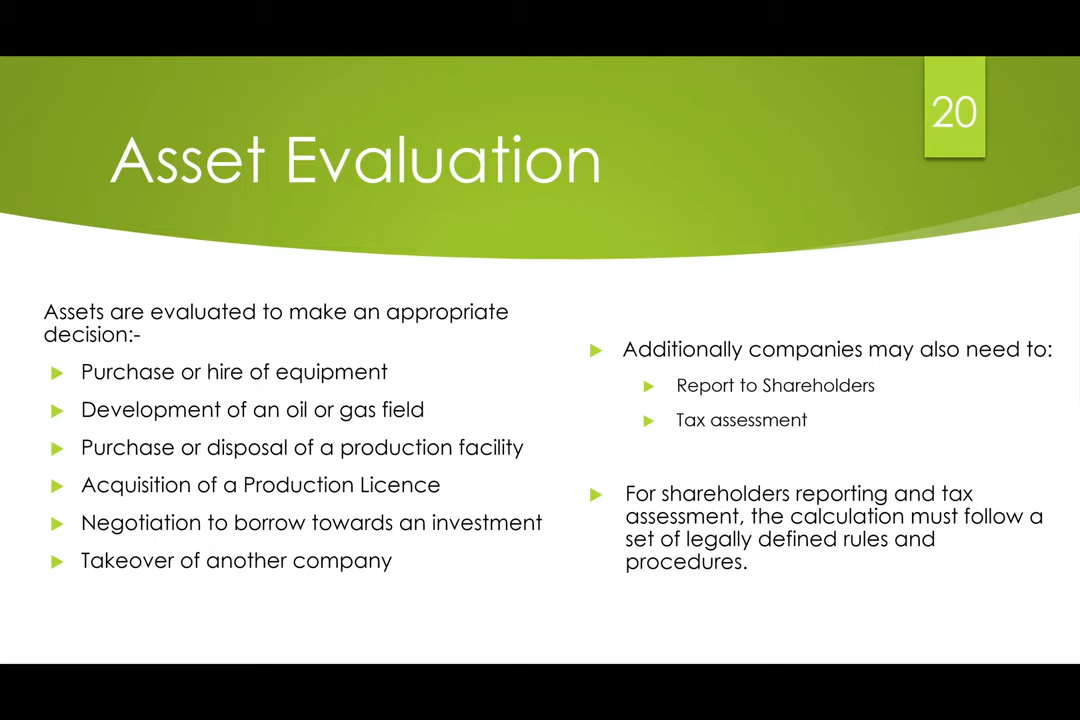 20
Asset Evaluation
Assets are evaluated to make an appropriate
decision:-
Purchase or hire of equipment
Development of an oil or gas field
Purchase or disposal of a production facility
Acquisition of a Production Licence
Negotiation to borrow towards an investment
Takeover of another company
Additionally companies may also need to:
Report to Shareholders
Tax assessment
For shareholders reporting and tax
assessment, the calculation must follow a
set of legally defined rules and
procedures.